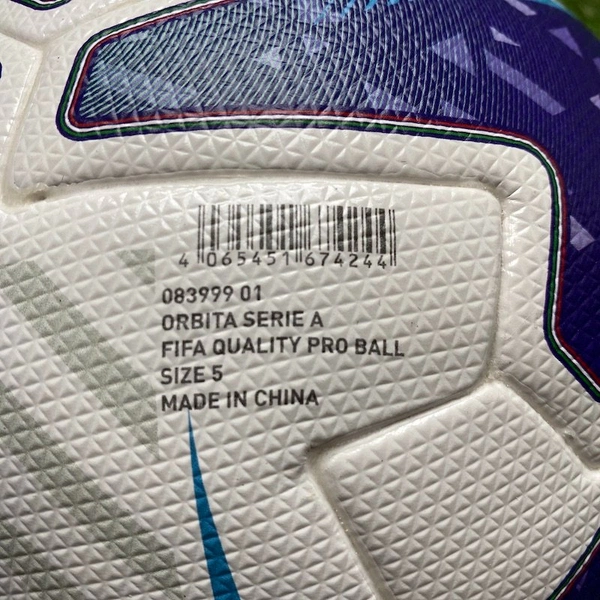 4 065451 674244
083999 01
ORBITA SERIE A
FIFA QUALITY PRO BALL
SIZE 5
MADE IN CHINA